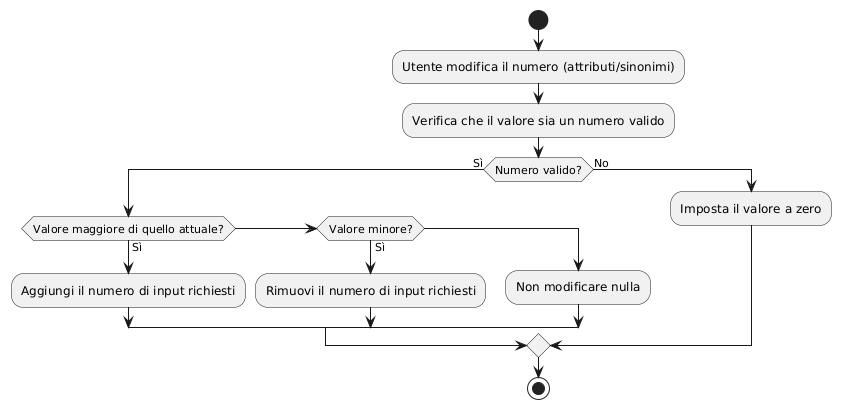 Utente modifica il numero (attributi/sinonimi)
Verifica che il valore sia un numero valido
Sì
Numero valido?
No
Imposta il valore a zero
Valore maggiore di quello attuale?
Valore minore?
Sì
Sì
Aggiungi il numero di input richiesti
Rimuovi il numero di input richiesti
Non modificare nulla